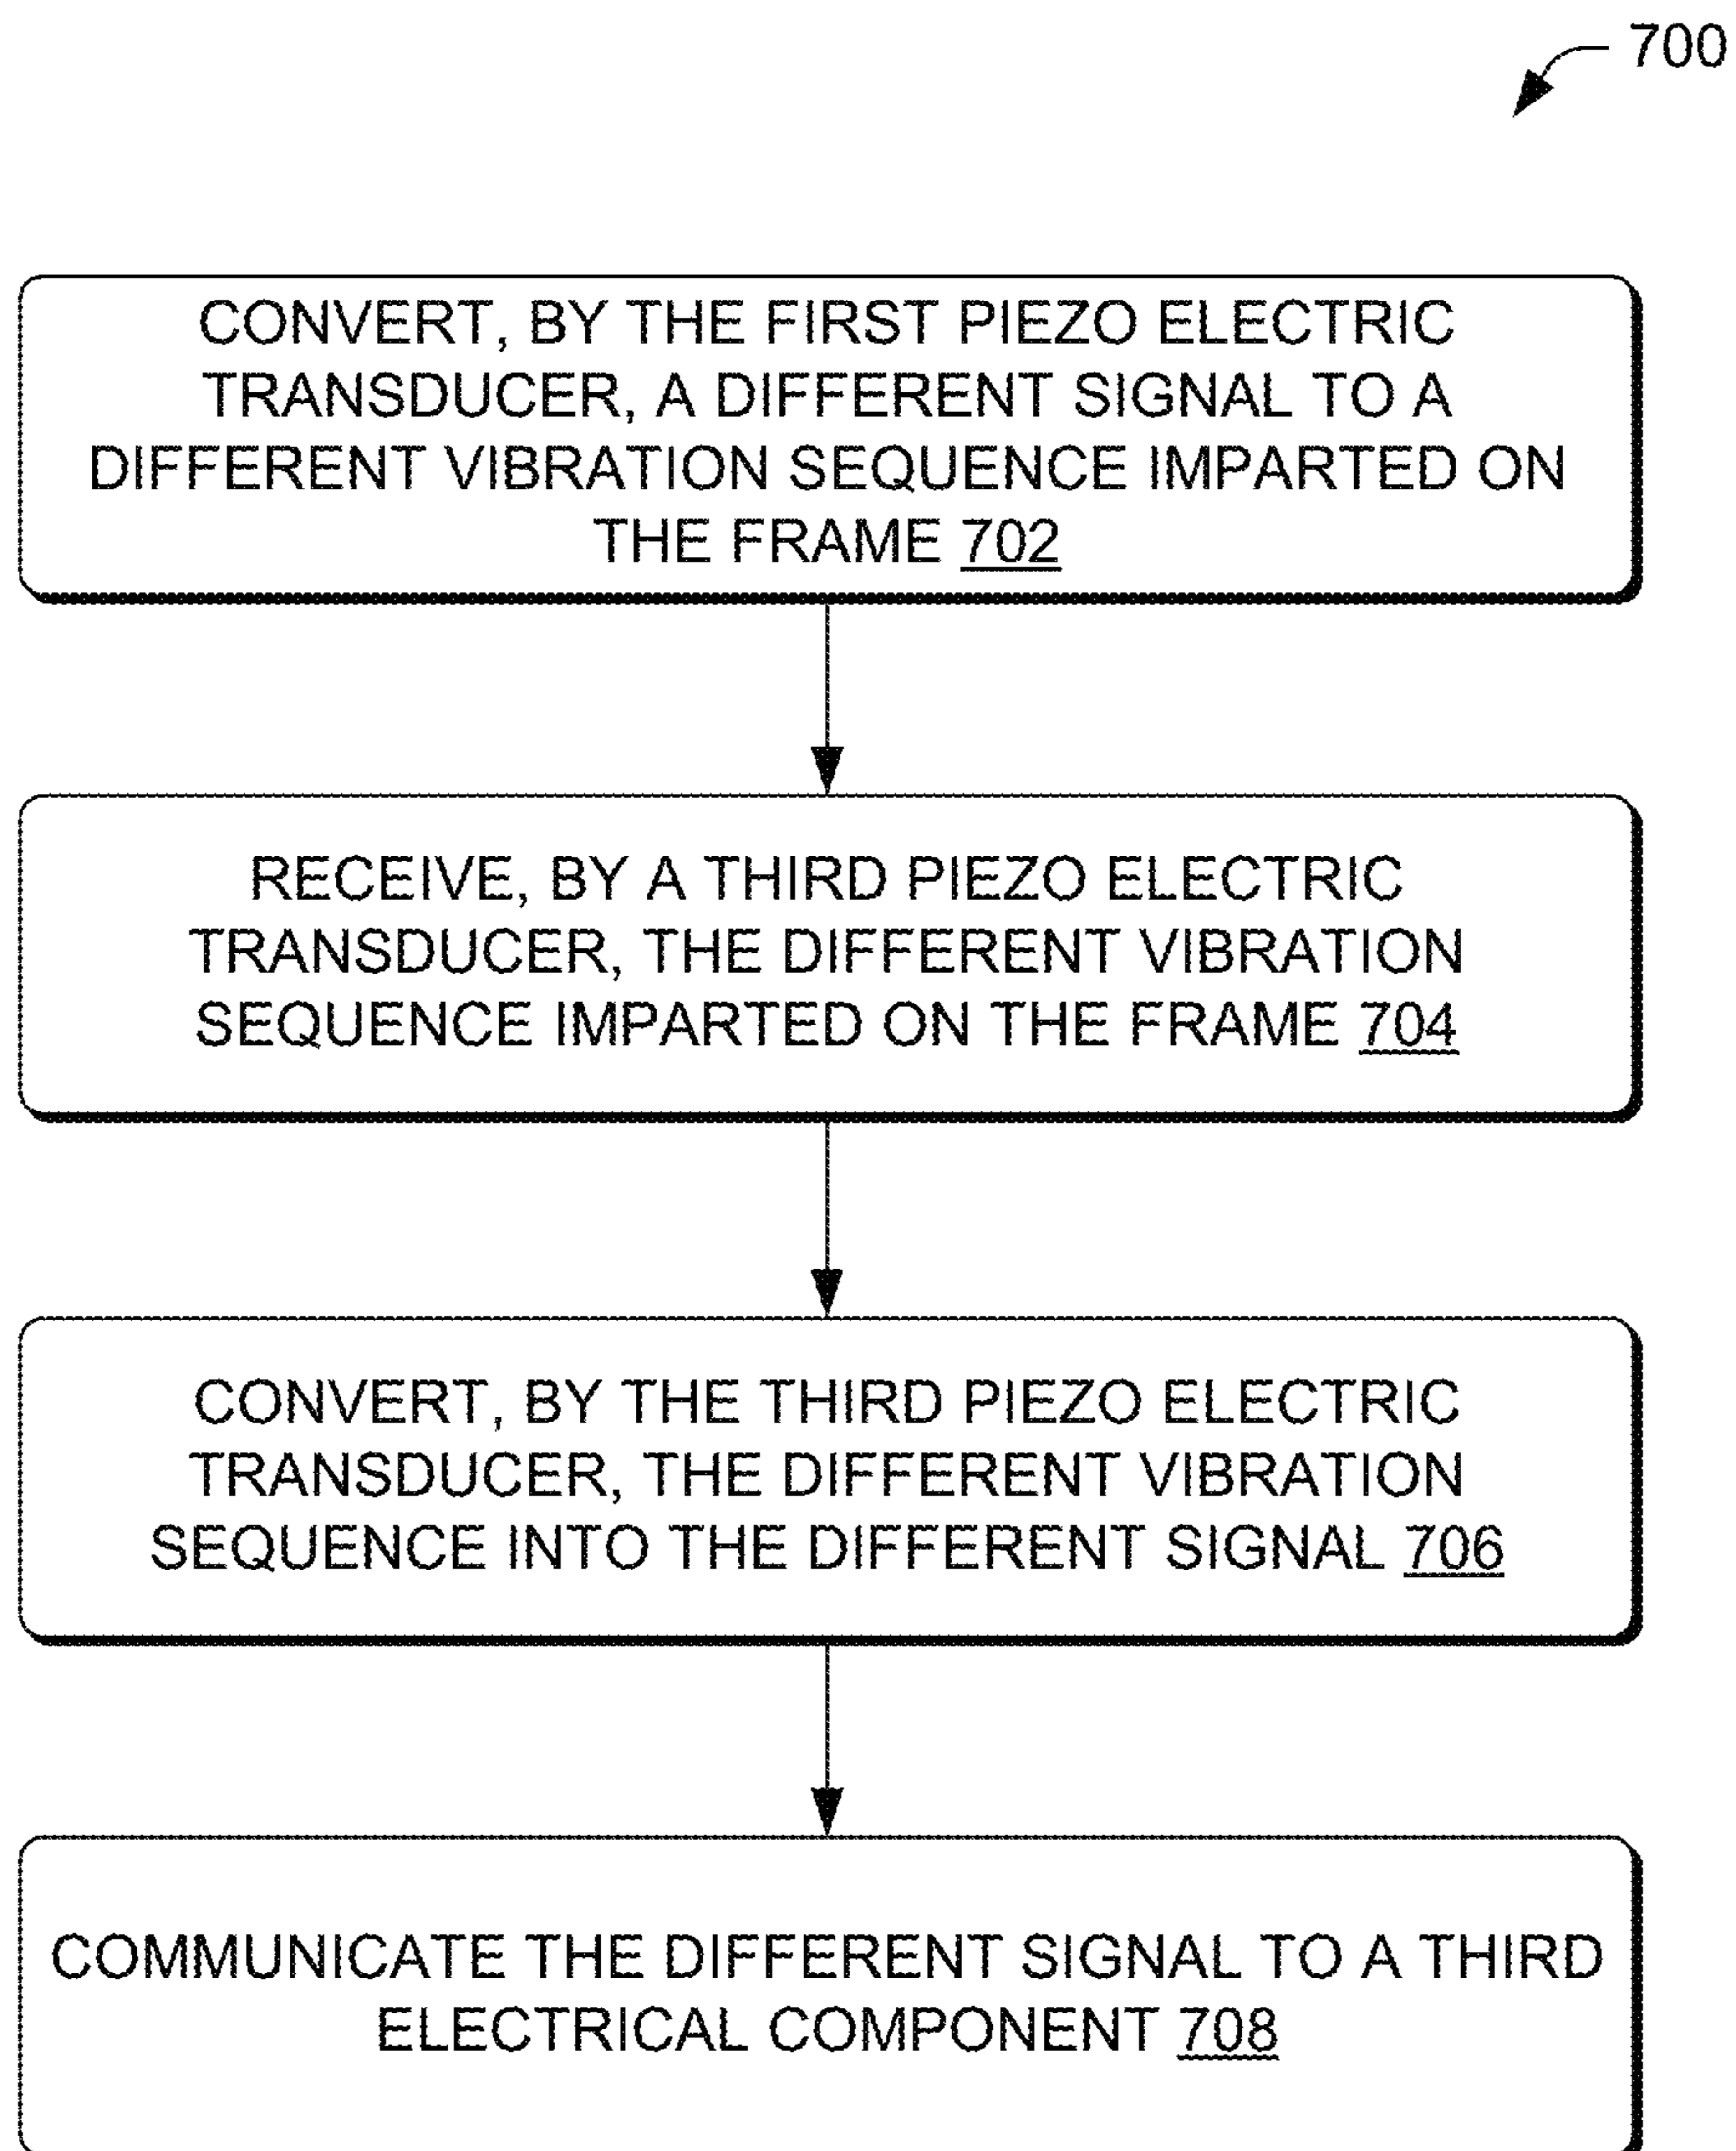 700
CONVERT, BY THE FIRST PIEZO ELECTRIC
TRANSDUCER, A DIFFERENT SIGNAL TO A
DIFFERENT VIBRATION SEQUENCE IMPARTED ON
THE FRAME 702
RECEIVE, BY A THIRD PIEZO ELECTRIC
TRANSDUCER, THE DIFFERENT VIBRATION
SEQUENCE IMPARTED ON THE FRAME 704
CONVERT, BY THE THIRD PIEZO ELECTRIC
TRANSDUCER, THE DIFFERENT VIBRATION
SEQUENCE INTO THE DIFFERENT SIGNAL 706
COMMUNICATE THE DIFFERENT SIGNAL TO A THIRD
ELECTRICAL COMPONENT 708